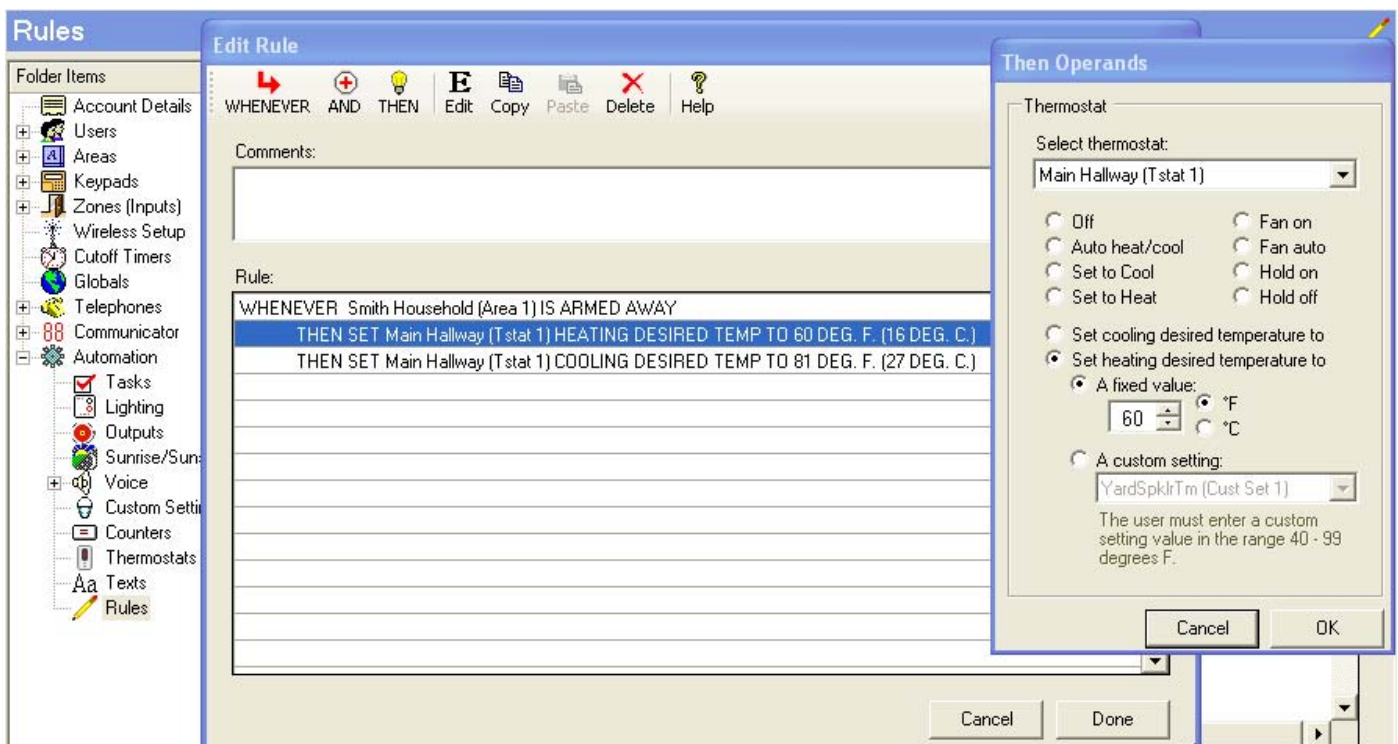 Rules
Folder Items
Account Details
Users
Areas
Keypads
Zones (Inputs)
Wireless Setup
Cutoff Timers
Globals
Telephones
88 Communicator
Automation
Tasks
Lighting
Outputs
Sunrise/Suns
Voice
Custom Setti
Counters
Thermostats
Aa Texts
Rules
Edit Rule
WHENEVER AND THEN E Edit Copy Paste Delete ? Help
Comments:
Rule:
WHENEVER Smith Household (Area 1) IS ARMED AWAY
THEN SET Main Hallway (Tstat 1) HEATING DESIRED TEMP TO 60 DEG. F. (16 DEG. C.)
THEN SET Main Hallway (Tstat 1) COOLING DESIRED TEMP TO 81 DEG. F. (27 DEG. C.)
Cancel Done
Then Operands
Thermostat
Select thermostat:
Main Hallway (Tstat 1)
Off Fan on
Auto heat/cool Fan auto
Set to Cool Hold on
Set to Heat Hold off
Set cooling desired temperature to
Set heating desired temperature to
A fixed value:
60 °F
°C
A custom setting:
YardSpklrTm (Cust Set 1)
The user must enter a custom
setting value in the range 40 - 99
degrees F.
Cancel OK